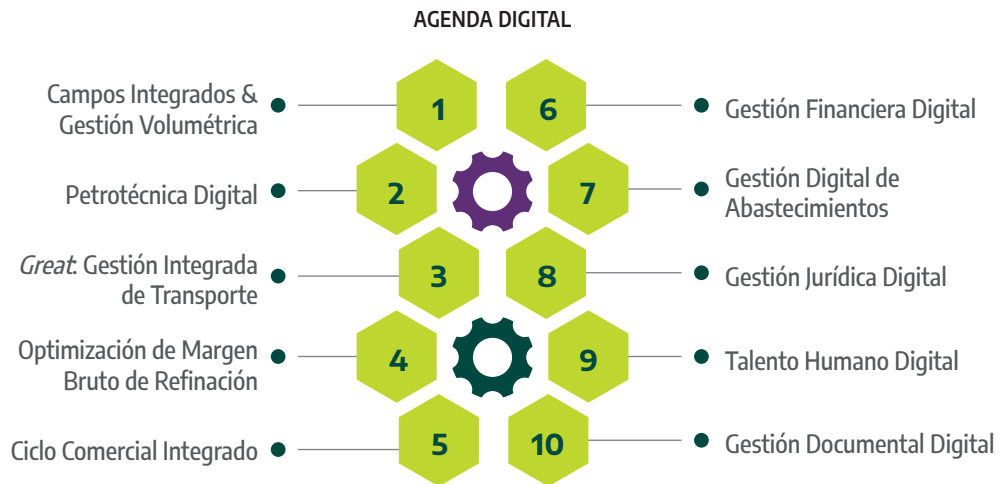 AGENDA DIGITAL
1
Campos Integrados &
Gestión Volumétrica
2
Petrotécnica Digital
3
Great: Gestión Integrada
de Transporte
4
Optimización de Margen
Bruto de Refinación
5
Ciclo Comercial Integrado
6
Gestión Financiera Digital
7
Gestión Digital de
Abastecimientos
8
Gestión Jurídica Digital
9
Talento Humano Digital
10
Gestión Documental Digital